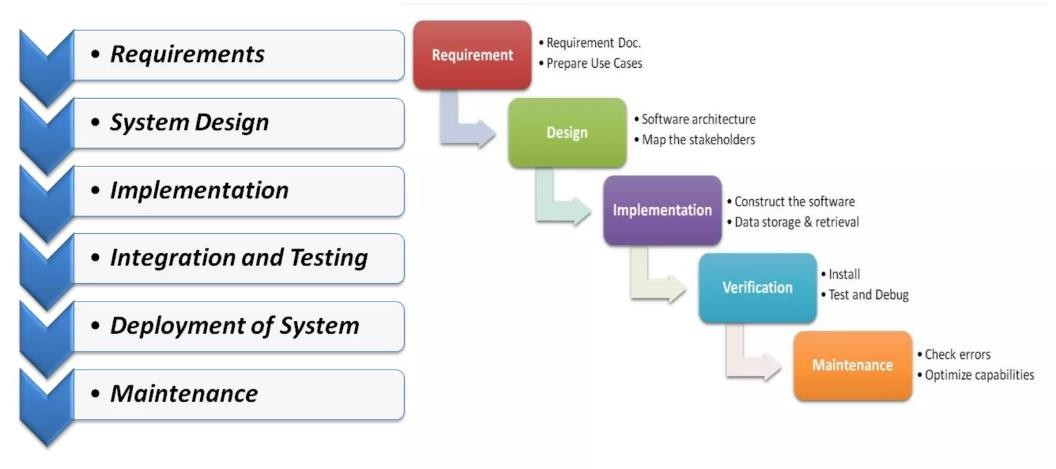 • Requirements
• System Design
• Implementation
• Integration and Testing
• Deployment of System
• Maintenance
Requirement
• Requirement Doc.
• Prepare Use Cases
Design
• Software architecture
• Map the stakeholders
Implementation
• Construct the software
• Data storage & retrieval
Verification
• Install
• Test and Debug
Maintenance
• Check errors
• Optimize capabilities